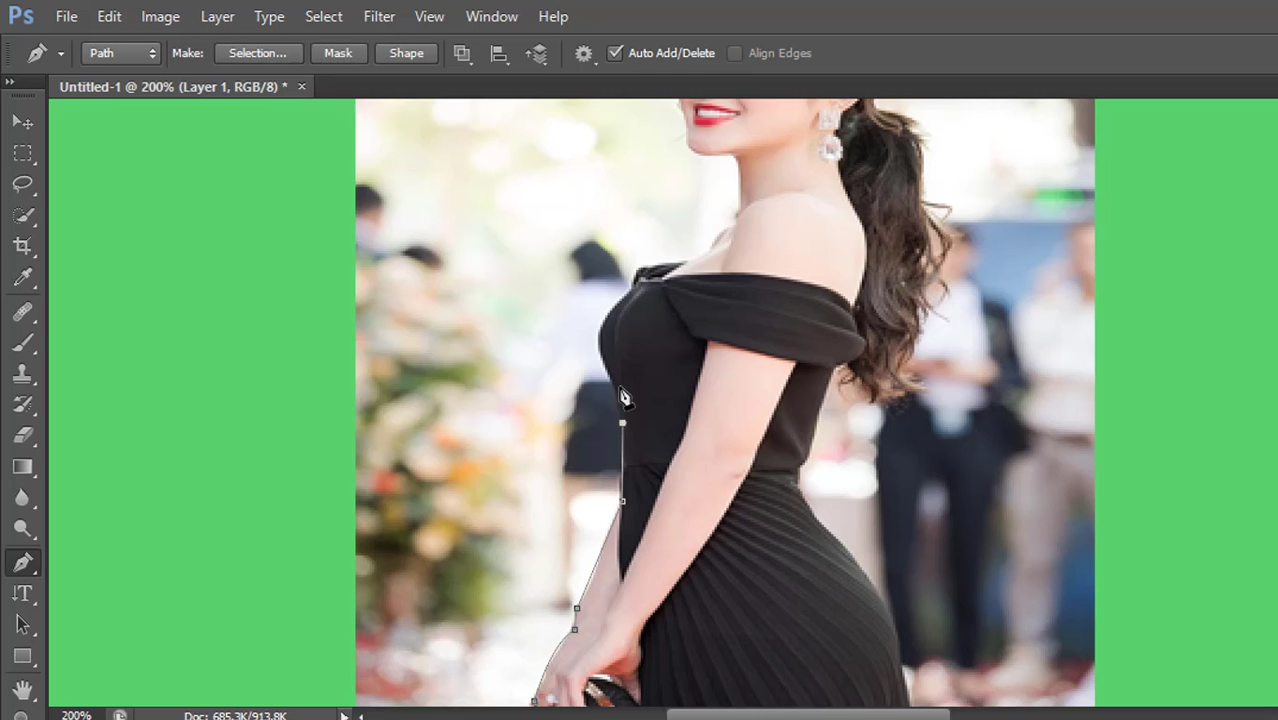 Ps File Edit Image Layer Type Select Filter View Window Help
Path Make: Selection... Mask Shape Auto Add/Delete Align Edges
Untitled-1 @ 200% (Layer 1, RGB/8) * ×
200% Doc: 685.3K/913.8K